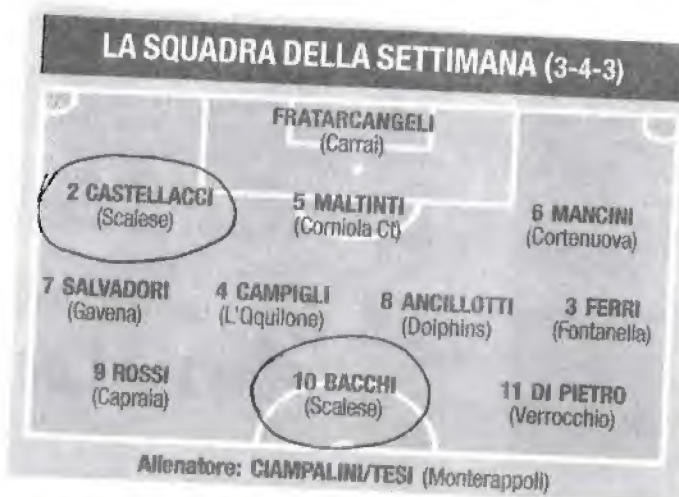 LA SQUADRA DELLA SETTIMANA (3-4-3)
FRATARCANGELI
(Carrai)
2 CASTELLACCI
(Scalese)
5 MALTINTI
(Corniola Ct)
6 MANCINI
(Cortenuova)
7 SALVADORI
(Gavena)
4 CAMPIGLI
(L'Oquilone)
8 ANCILLOTTI
(Dolphins)
3 FERRI
(Fontanella)
9 ROSSI
(Capraia)
10 BACCHI
(Scalese)
11 DI PIETRO
(Verrocchio)
Allenatore: CIAMPALINI/TESI (Monterappoli)